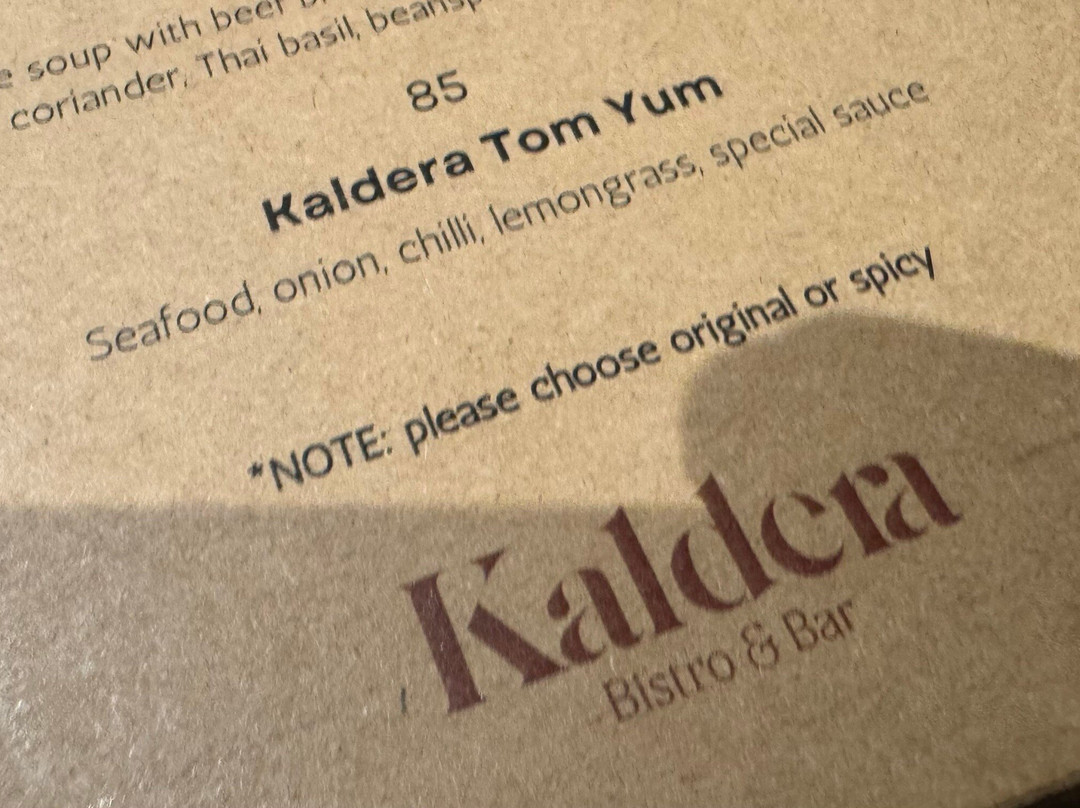 soup with beef
coriander, Thai basil,
85
Kaldera Tom Yum
Seafood, onion, chilli, lemongrass, special sauce
*NOTE: please choose original or spicy
Kaldera
Bistro & Bar